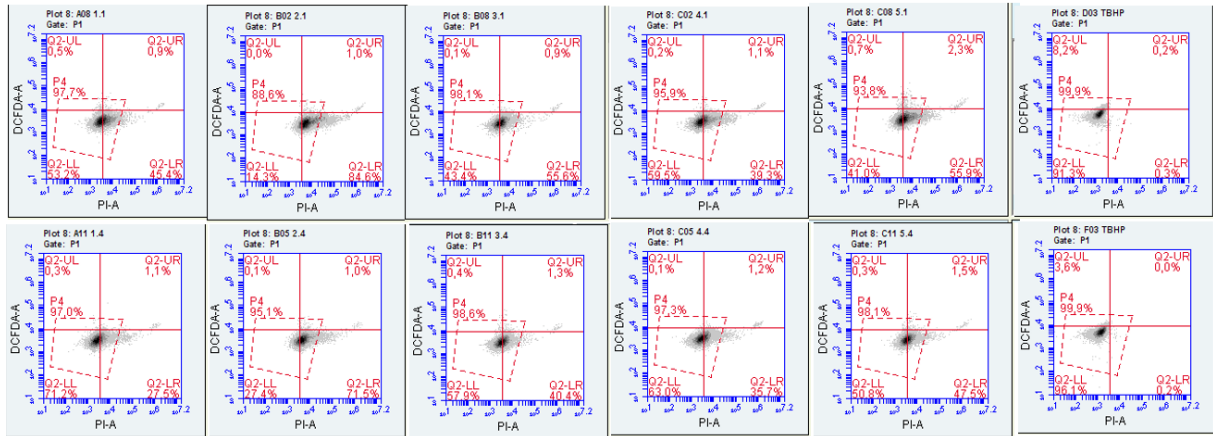 Plot 8: A08 1.1
Gate: P1
Q2-UL
0,5%
Q2-UR
0,9%
P4
97,7%
Q2-LL
53,2%
Q2-LR
45,4%
DCFDA-A
PI-A
Plot 8: B02 2.1
Gate: P1
Q2-UL
0,0%
Q2-UR
1,0%
P4
88,6%
Q2-LL
14,3%
Q2-LR
84,6%
DCFDA-A
PI-A
Plot 8: B08 3.1
Gate: P1
Q2-UL
0,1%
Q2-UR
0,9%
P4
98,1%
Q2-LL
43,4%
Q2-LR
55,6%
DCFDA-A
PI-A
Plot 8: C02 4.1
Gate: P1
Q2-UL
0,2%
Q2-UR
1,1%
P4
95,9%
Q2-LL
59,5%
Q2-LR
39,3%
DCFDA-A
PI-A
Plot 8: C08 5.1
Gate: P1
Q2-UL
0,7%
Q2-UR
2,3%
P4
93,8%
Q2-LL
41,0%
Q2-LR
55,9%
DCFDA-A
PI-A
Plot 8: D03 TBHP
Gate: P1
Q2-UL
8,2%
Q2-UR
0,2%
P4
99,9%
Q2-LL
91,3%
Q2-LR
0,3%
DCFDA-A
PI-A
Plot 8: A11 1.4
Gate: P1
Q2-UL
0,3%
Q2-UR
1,1%
P4
97,0%
Q2-LL
71,2%
Q2-LR
27,5%
DCFDA-A
PI-A
Plot 8: B05 2.4
Gate: P1
Q2-UL
0,1%
Q2-UR
1,0%
P4
95,1%
Q2-LL
27,4%
Q2-LR
71,5%
DCFDA-A
PI-A
Plot 8: B11 3.4
Gate: P1
Q2-UL
0,4%
Q2-UR
1,3%
P4
98,6%
Q2-LL
57,9%
Q2-LR
40,4%
DCFDA-A
PI-A
Plot 8: C05 4.4
Gate: P1
Q2-UL
0,1%
Q2-UR
1,2%
P4
97,3%
Q2-LL
63,0%
Q2-LR
35,7%
DCFDA-A
PI-A
Plot 8: C11 5.4
Gate: P1
Q2-UL
0,3%
Q2-UR
1,5%
P4
98,1%
Q2-LL
50,8%
Q2-LR
47,5%
DCFDA-A
PI-A
Plot 8: F03 TBHP
Gate: P1
Q2-UL
3,6%
Q2-UR
0,0%
P4
99,9%
Q2-LL
96,1%
Q2-LR
0,2%
DCFDA-A
PI-A